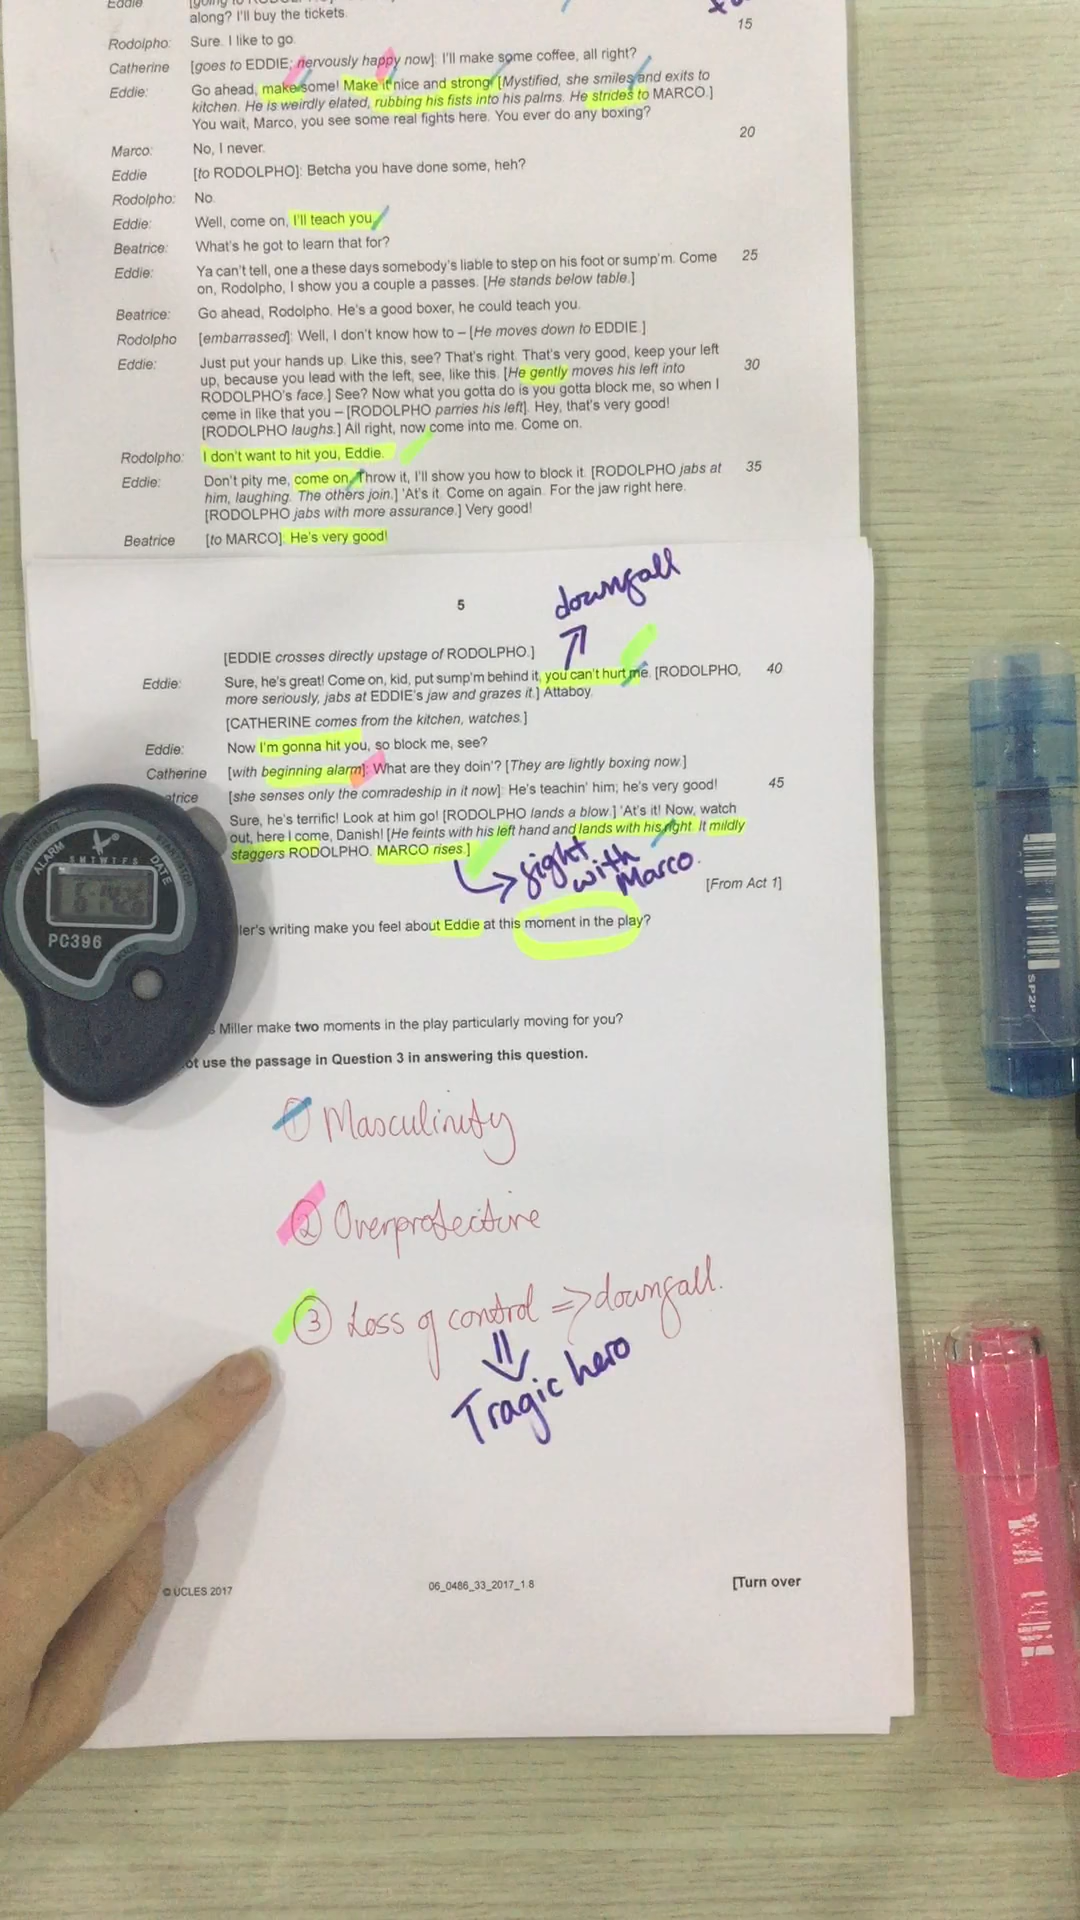 Eddie [going to RODOLPHO]
along? I'll buy the tickets.
15
Rodolpho: Sure. I like to go.
Catherine [goes to EDDIE; nervously happy now]: I'll make some coffee, all right?
Eddie: Go ahead, make some! Make it nice and strong. [Mystified, she smiles and exits to
kitchen. He is weirdly elated, rubbing his fists into his palms. He strides to MARCO.]
You wait, Marco, you see some real fights here. You ever do any boxing?
20
Marco: No, I never.
Eddie [to RODOLPHO]: Betcha you have done some, heh?
Rodolpho: No.
Eddie: Well, come on, I'll teach you.
Beatrice: What's he got to learn that for?
Eddie: Ya can't tell, one a these days somebody's liable to step on his foot or sump'm. Come 25
on, Rodolpho, I show you a couple a passes. [He stands below table.]
Beatrice: Go ahead, Rodolpho. He's a good boxer, he could teach you.
Rodolpho [embarrassed]: Well, I don't know how to – [He moves down to EDDIE.]
Eddie: Just put your hands up. Like this, see? That's right. That's very good, keep your left
up, because you lead with the left, see, like this. [He gently moves his left into 30
RODOLPHO's face.] See? Now what you gotta do is you gotta block me, so when I
come in like that you – [RODOLPHO parries his left]. Hey, that's very good!
[RODOLPHO laughs.] All right, now come into me. Come on.
Rodolpho: I don't want to hit you, Eddie.
Eddie: Don't pity me, come on. Throw it, I'll show you how to block it. [RODOLPHO jabs at 35
him, laughing. The others join.] 'At's it. Come on again. For the jaw right here.
[RODOLPHO jabs with more assurance.] Very good!
Beatrice [to MARCO]: He's very good!
downfall
5
[EDDIE crosses directly upstage of RODOLPHO.]
Eddie: Sure, he's great! Come on, kid, put sump'm behind it, you can't hurt me. [RODOLPHO, 40
more seriously, jabs at EDDIE's jaw and grazes it.] Attaboy.
[CATHERINE comes from the kitchen, watches.]
Eddie: Now I'm gonna hit you, so block me, see?
Catherine [with beginning alarm]: What are they doin'? [They are lightly boxing now.]
atrice [she senses only the comradeship in it now]: He's teachin' him; he's very good! 45
Sure, he's terrific! Look at him go! [RODOLPHO lands a blow.] 'At's it! Now, watch
out, here I come, Danish! [He feints with his left hand and lands with his right. It mildly
staggers RODOLPHO. MARCO rises.]
fight
with
Marco.
[From Act 1]
ller's writing make you feel about Eddie at this moment in the play?
s Miller make two moments in the play particularly moving for you?
ot use the passage in Question 3 in answering this question.
① Masculinity
② Overprotective
③ Loss of control => downfall.
Tragic hero
© UCLES 2017 06_0486_33_2017_1.8 [Turn over
ALARM
S M T W T F S
DATE
MODE
PC396